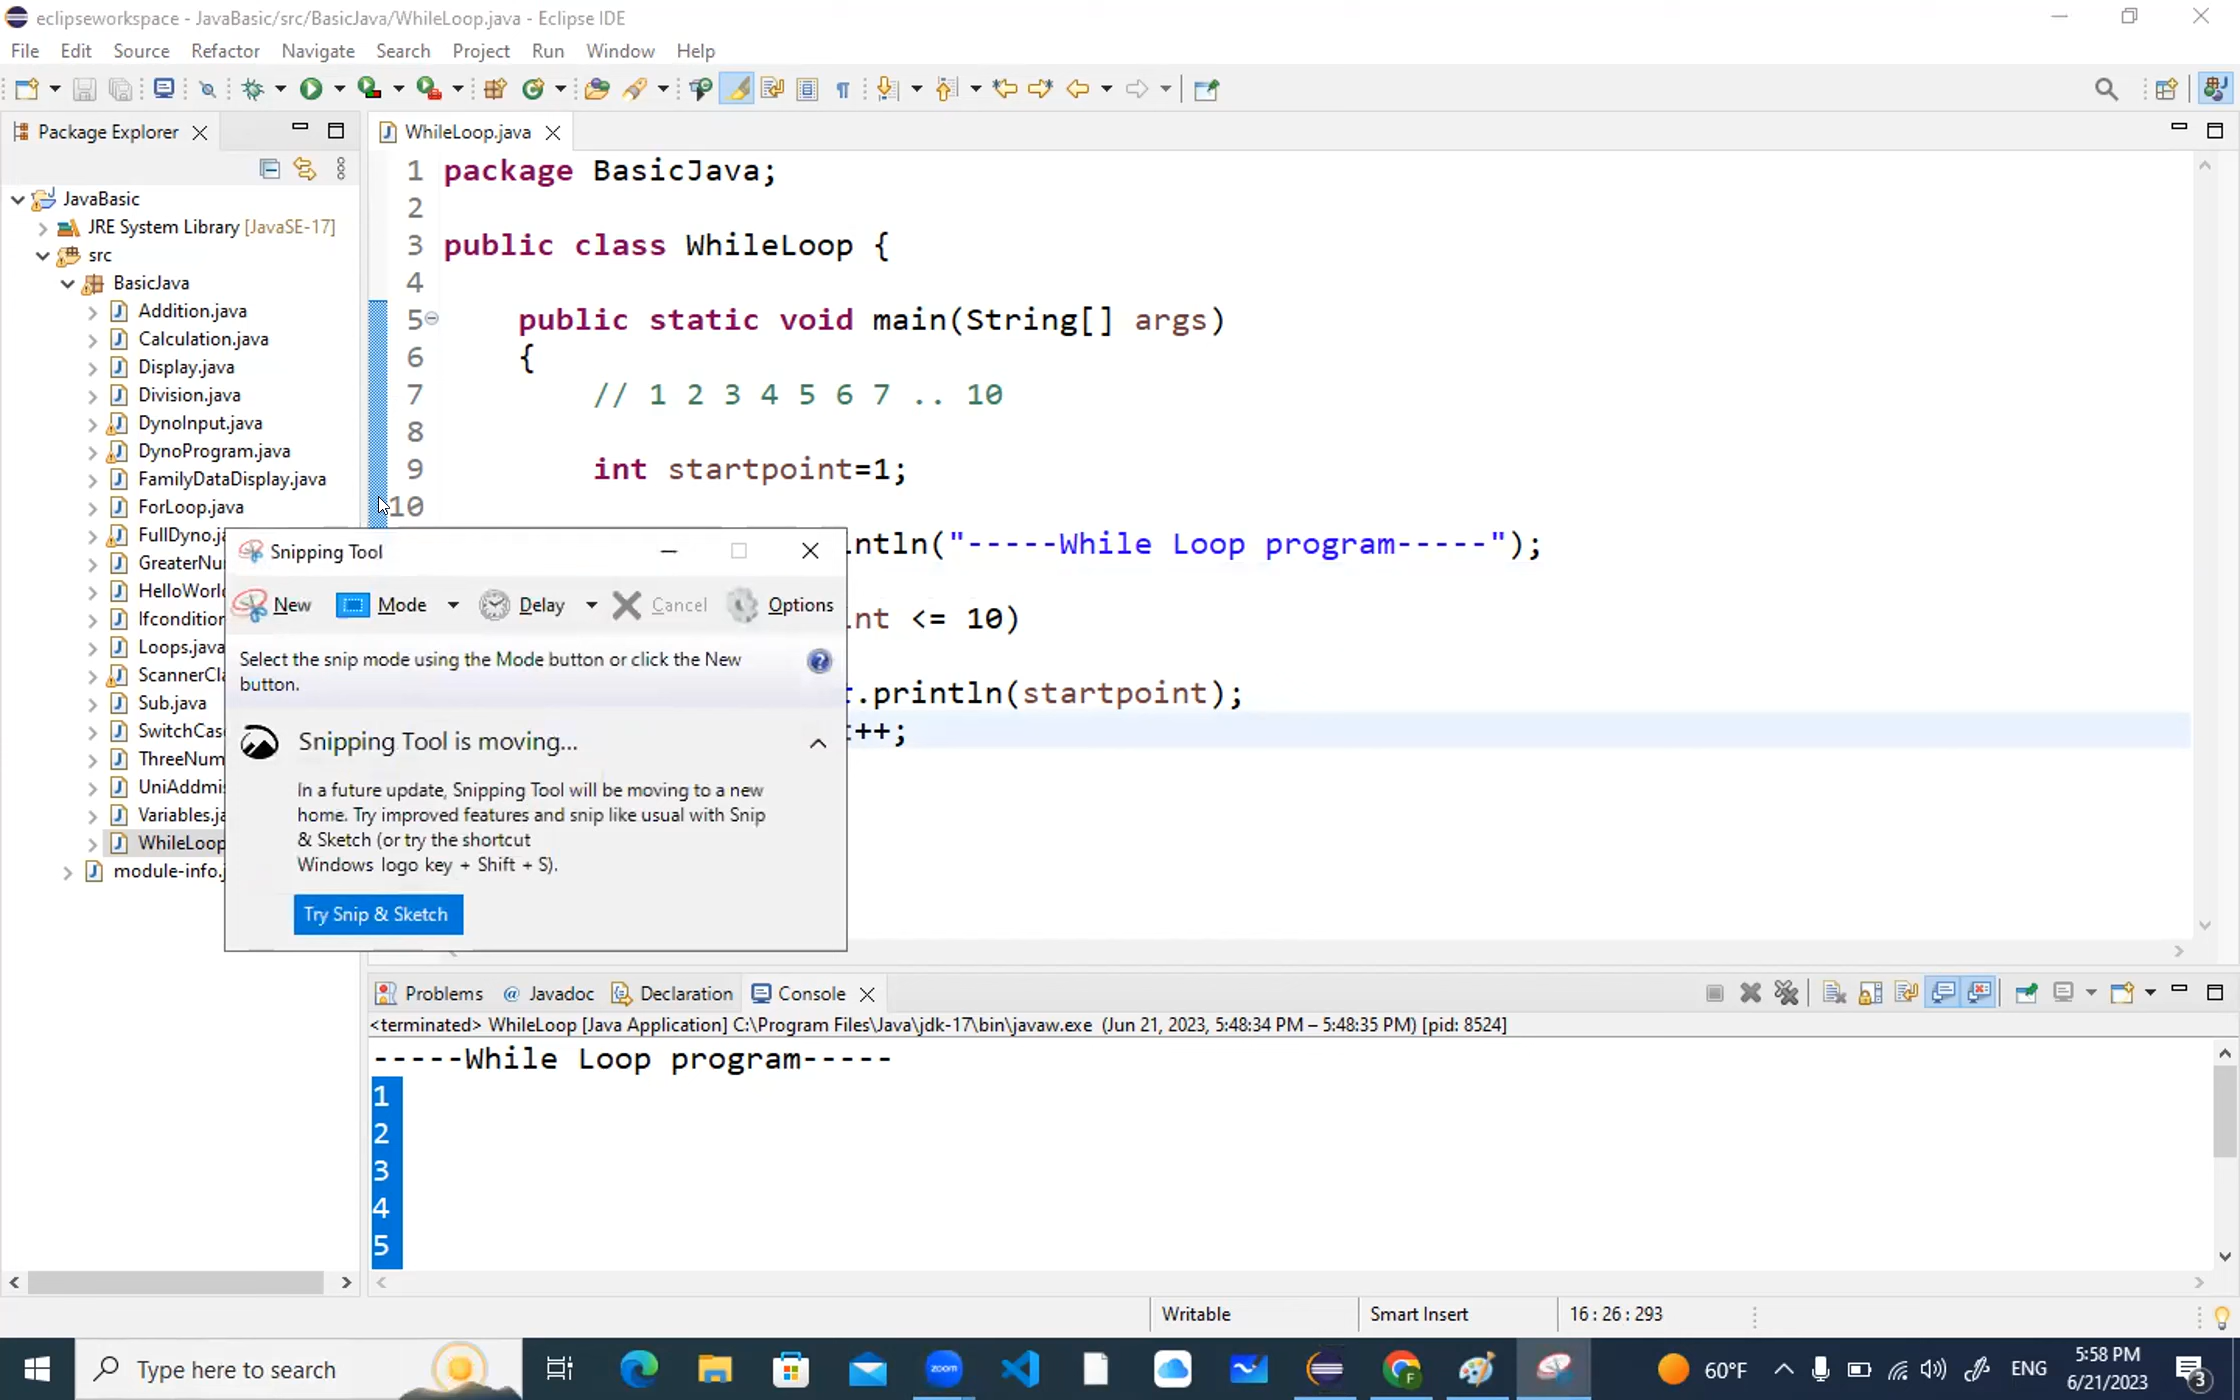 eclipseworkspace - JavaBasic/src/BasicJava/WhileLoop.java - Eclipse IDE
File Edit Source Refactor Navigate Search Project Run Window Help
Package Explorer
JavaBasic
JRE System Library [JavaSE-17]
src
BasicJava
Addition.java
Calculation.java
Display.java
Division.java
DynoInput.java
DynoProgram.java
FamilyDataDisplay.java
ForLoop.java
FullDyno.ja
GreaterNu
HelloWorl
Ifcondition
Loops.java
ScannerCla
Sub.java
SwitchCas
ThreeNum
UniAddmis
Variables.ja
WhileLoop
module-info.j
WhileLoop.java
1 package BasicJava;
2
3 public class WhileLoop {
4
5 public static void main(String[] args)
6 {
7 // 1 2 3 4 5 6 7 .. 10
8
9 int startpoint=1;
10
ntln("-----While Loop program-----");
int <= 10)
t.println(startpoint);
t++;
Snipping Tool
New Mode Delay Cancel Options
Select the snip mode using the Mode button or click the New
button.
Snipping Tool is moving...
In a future update, Snipping Tool will be moving to a new
home. Try improved features and snip like usual with Snip
& Sketch (or try the shortcut
Windows logo key + Shift + S).
Try Snip & Sketch
Problems @ Javadoc Declaration Console
<terminated> WhileLoop [Java Application] C:\Program Files\Java\jdk-17\bin\javaw.exe (Jun 21, 2023, 5:48:34 PM – 5:48:35 PM) [pid: 8524]
-----While Loop program-----
1
2
3
4
5
Writable Smart Insert 16 : 26 : 293
Type here to search
zoom
F
60°F
ENG
5:58 PM
6/21/2023
3